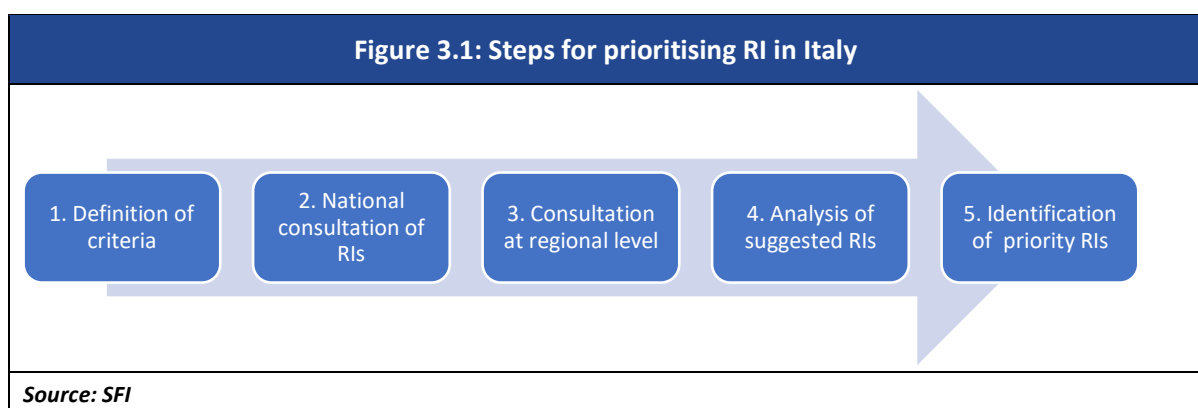 Figure 3.1: Steps for prioritising RI in Italy
1. Definition of
criteria
2. National
consultation of
RIs
3. Consultation
at regional level
4. Analysis of
suggested RIs
5. Identification
of priority RIs
Source: SFI